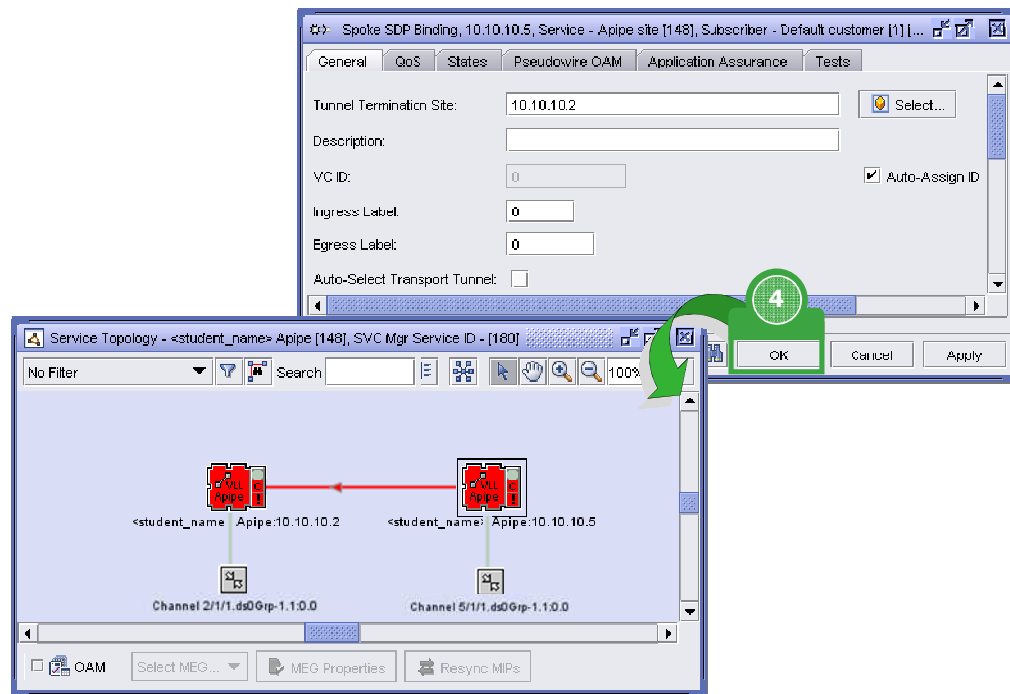 Spoke SDP Binding, 10.10.10.5, Service - Apipe site [148], Subscriber - Default customer [1] [...
General QoS States Pseudowire OAM Application Assurance Tests
Tunnel Termination Site: 10.10.10.2 Select...
Description:
VC ID: 0 Auto-Assign ID
Ingress Label: 0
Egress Label: 0
Auto-Select Transport Tunnel:
4
OK Cancel Apply
Service Topology - <student_name> Apipe [148], SVC Mgr Service ID - [180]
No Filter Search 100%
VLL Apipe C !
VLL Apipe C !
<student_name Apipe:10.10.10.2
<student_name> Apipe:10.10.10.5
Channel 2/1/1.ds0Grp-1.1:0.0
Channel 5/1/1.ds0Grp-1.1:0.0
OAM Select MEG... MEG Properties Resync MIPs